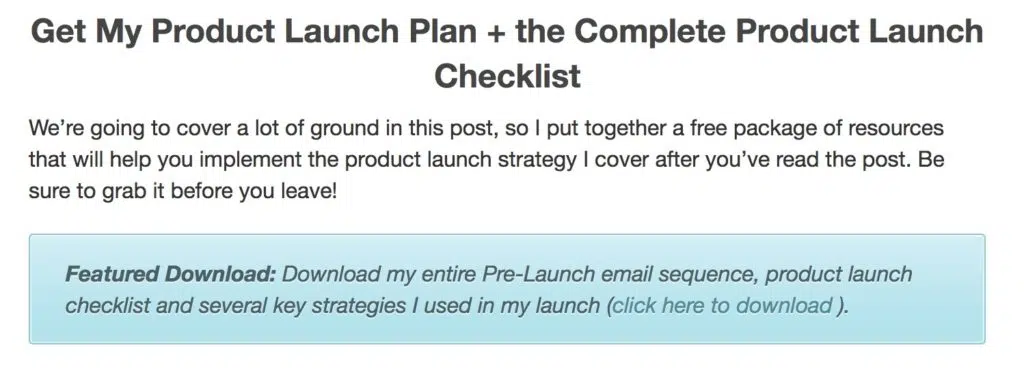 Get My Product Launch Plan + the Complete Product Launch
Checklist
We're going to cover a lot of ground in this post, so I put together a free package of resources
that will help you implement the product launch strategy I cover after you've read the post. Be
sure to grab it before you leave!
Featured Download: Download my entire Pre-Launch email sequence, product launch
checklist and several key strategies I used in my launch (click here to download ).